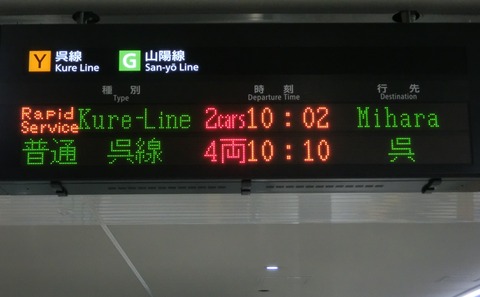 Y 呉線 G 山陽線
Kure Line San-yō Line
種別 時刻 行先
Type Departure Time Destination
Rapid Service Kure-Line 2cars 10:02 Mihara
普通 呉線 4両 10:10 呉